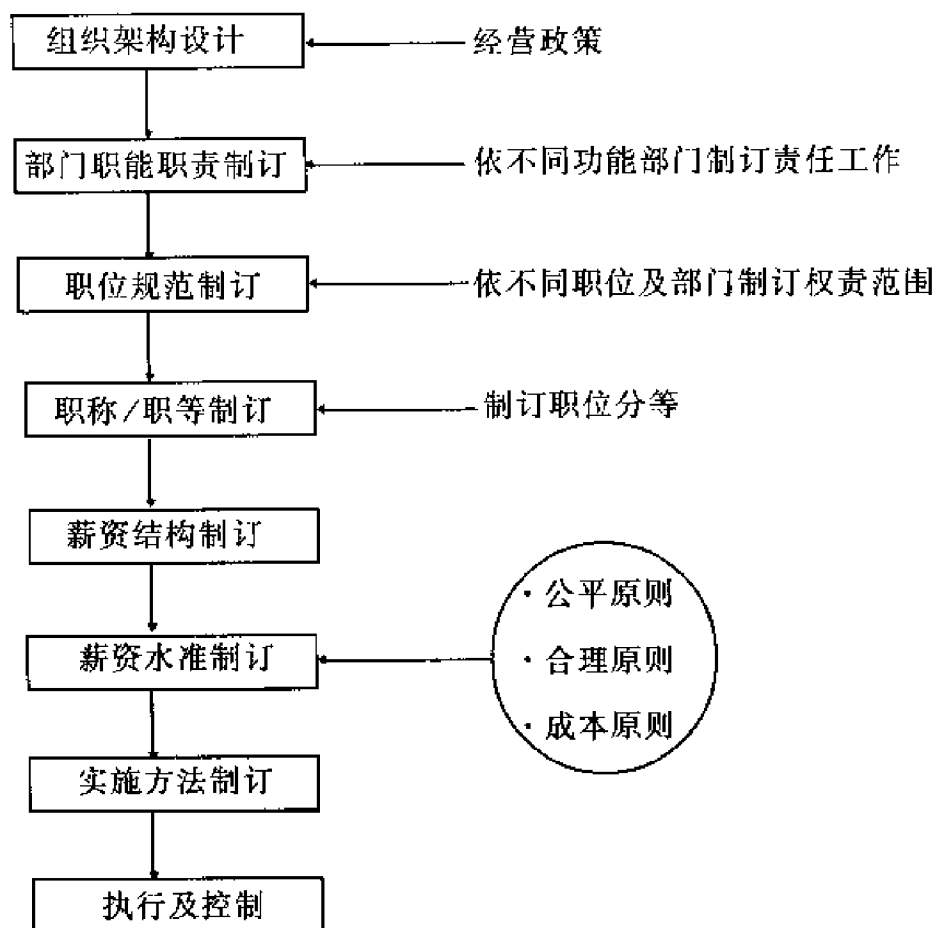 组织架构设计
经营政策
部门职能职责制订
依不同功能部门制订责任工作
职位规范制订
依不同职位及部门制订权责范围
职称/职等制订
制订职位分等
薪资结构制订
·公平原则
薪资水准制订
·合理原则
·成本原则
实施方法制订
执行及控制